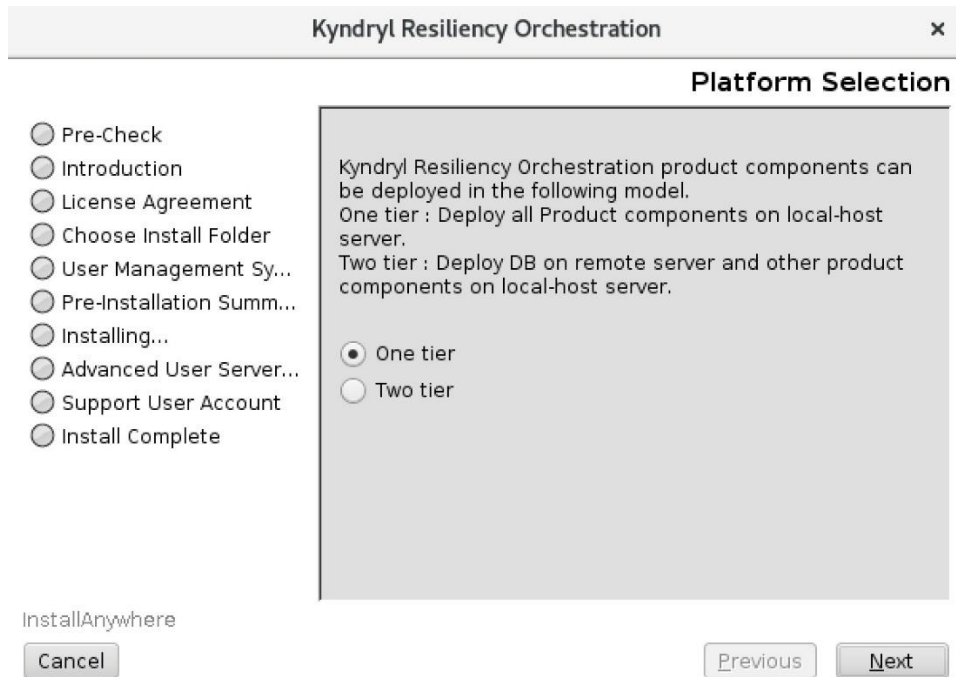 Kyndryl Resiliency Orchestration
Platform Selection
Pre-Check
Introduction
License Agreement
Choose Install Folder
User Management Sy...
Pre-Installation Summ...
Installing...
Advanced User Server...
Support User Account
Install Complete
Kyndryl Resiliency Orchestration product components can
be deployed in the following model.
One tier : Deploy all Product components on local-host
server.
Two tier : Deploy DB on remote server and other product
components on local-host server.
One tier
Two tier
InstallAnywhere
Cancel
Previous
Next